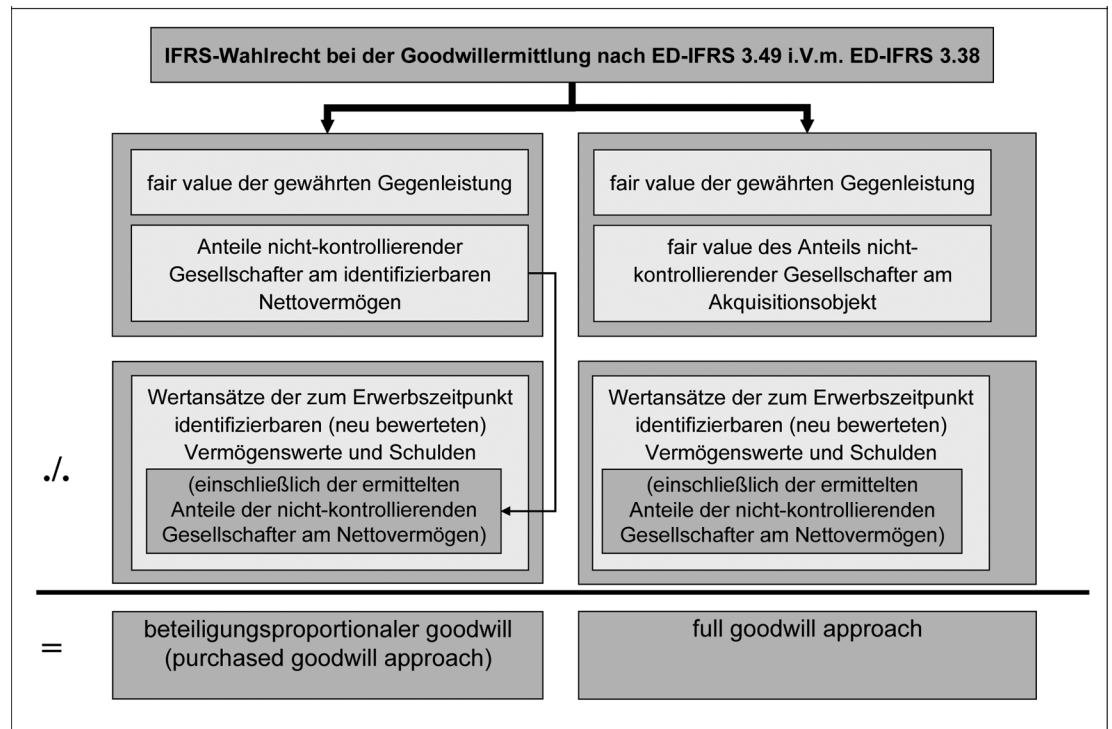 IFRS-Wahlrecht bei der Goodwillermittlung nach ED-IFRS 3.49 i.V.m. ED-IFRS 3.38
fair value der gewährten Gegenleistung
Anteile nicht-kontrollierender
Gesellschafter am identifizierbaren
Nettovermögen
fair value der gewährten Gegenleistung
fair value des Anteils nicht-
kontrollierender Gesellschafter am
Akquisitionsobjekt
./.
Wertansätze der zum Erwerbszeitpunkt
identifizierbaren (neu bewerteten)
Vermögenswerte und Schulden
(einschließlich der ermittelten
Anteile der nicht-kontrollierenden
Gesellschafter am Nettovermögen)
Wertansätze der zum Erwerbszeitpunkt
identifizierbaren (neu bewerteten)
Vermögenswerte und Schulden
(einschließlich der ermittelten
Anteile der nicht-kontrollierenden
Gesellschafter am Nettovermögen)
=
beteiligungsproportionaler goodwill
(purchased goodwill approach)
full goodwill approach